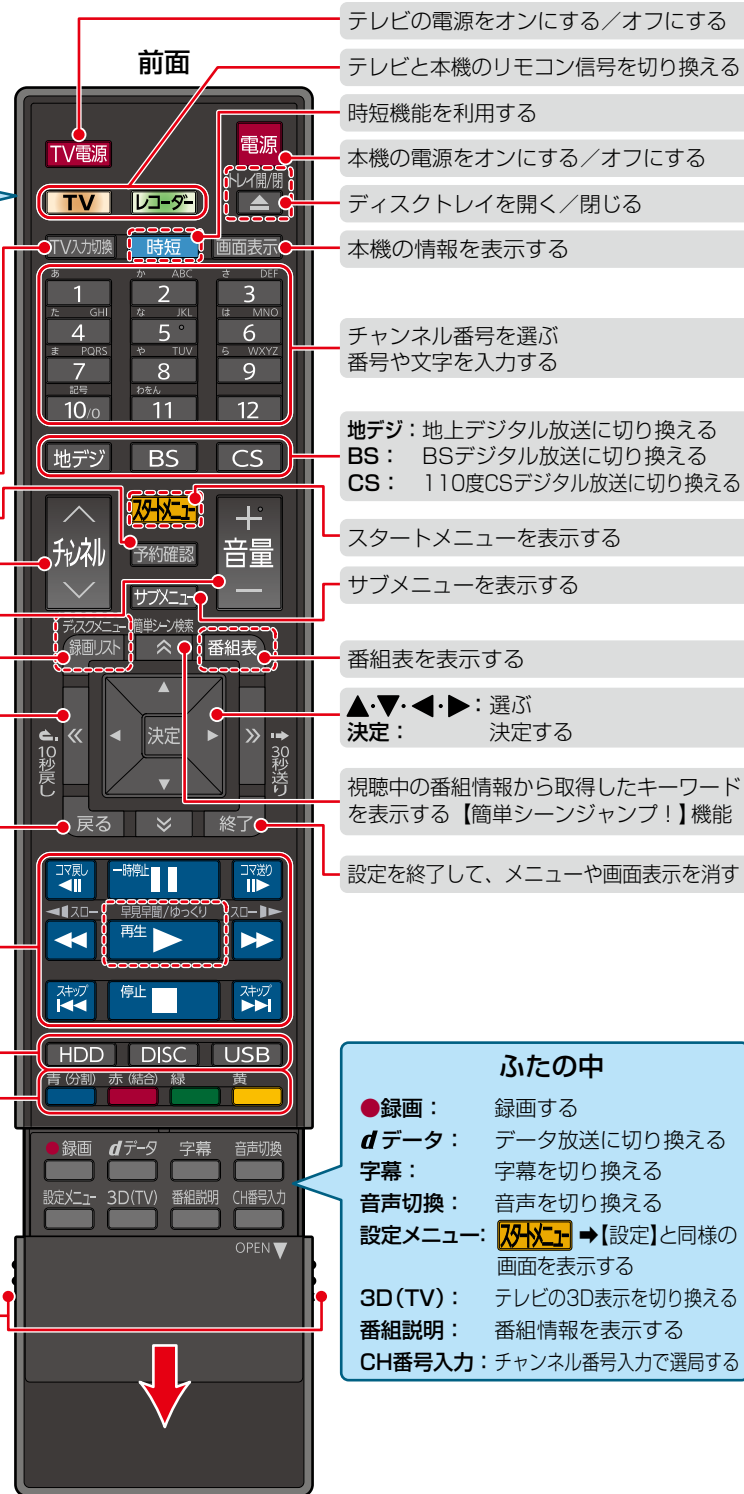 前面
TV電源
電源
トレイ開/閉
TV
レコーダー
TV入力切換
時短
画面表示
あ
か ABC
さ DEF
1
2
3
た GHI
な JKL
は MNO
4
5
6
ま PQRS
や TUV
ら WXYZ
7
8
9
記号
わをん
10/0
11
12
地デジ
BS
CS
スタートメニュー
チャンネル
予約確認
音量
サブメニュー
ディスクメニュー
簡単シーン検索
録画リスト
番組表
決定
10秒戻し
30秒送り
戻る
終了
コマ戻し
一時停止
コマ送り
スロー
早見早聞/ゆっくり
スロー
再生
スキップ
停止
スキップ
HDD
DISC
USB
青(分割)
赤(結合)
緑
黄
●録画
dデータ
字幕
音声切換
設定メニュー
3D(TV)
番組説明
CH番号入力
OPEN▼
テレビの電源をオンにする/オフにする
テレビと本機のリモコン信号を切り換える
時短機能を利用する
本機の電源をオンにする/オフにする
ディスクトレイを開く/閉じる
本機の情報を表示する
チャンネル番号を選ぶ
番号や文字を入力する
地デジ:地上デジタル放送に切り換える
BS: BSデジタル放送に切り換える
CS: 110度CSデジタル放送に切り換える
スタートメニューを表示する
サブメニューを表示する
番組表を表示する
▲・▼・◀・▶:選ぶ
決定: 決定する
視聴中の番組情報から取得したキーワード
を表示する【簡単シーンジャンプ!】機能
設定を終了して、メニューや画面表示を消す
ふたの中
●録画: 録画する
dデータ: データ放送に切り換える
字幕: 字幕を切り換える
音声切換: 音声を切り換える
設定メニュー: スタートメニュー➡【設定】と同様の
画面を表示する
3D(TV): テレビの3D表示を切り換える
番組説明: 番組情報を表示する
CH番号入力:チャンネル番号入力で選局する